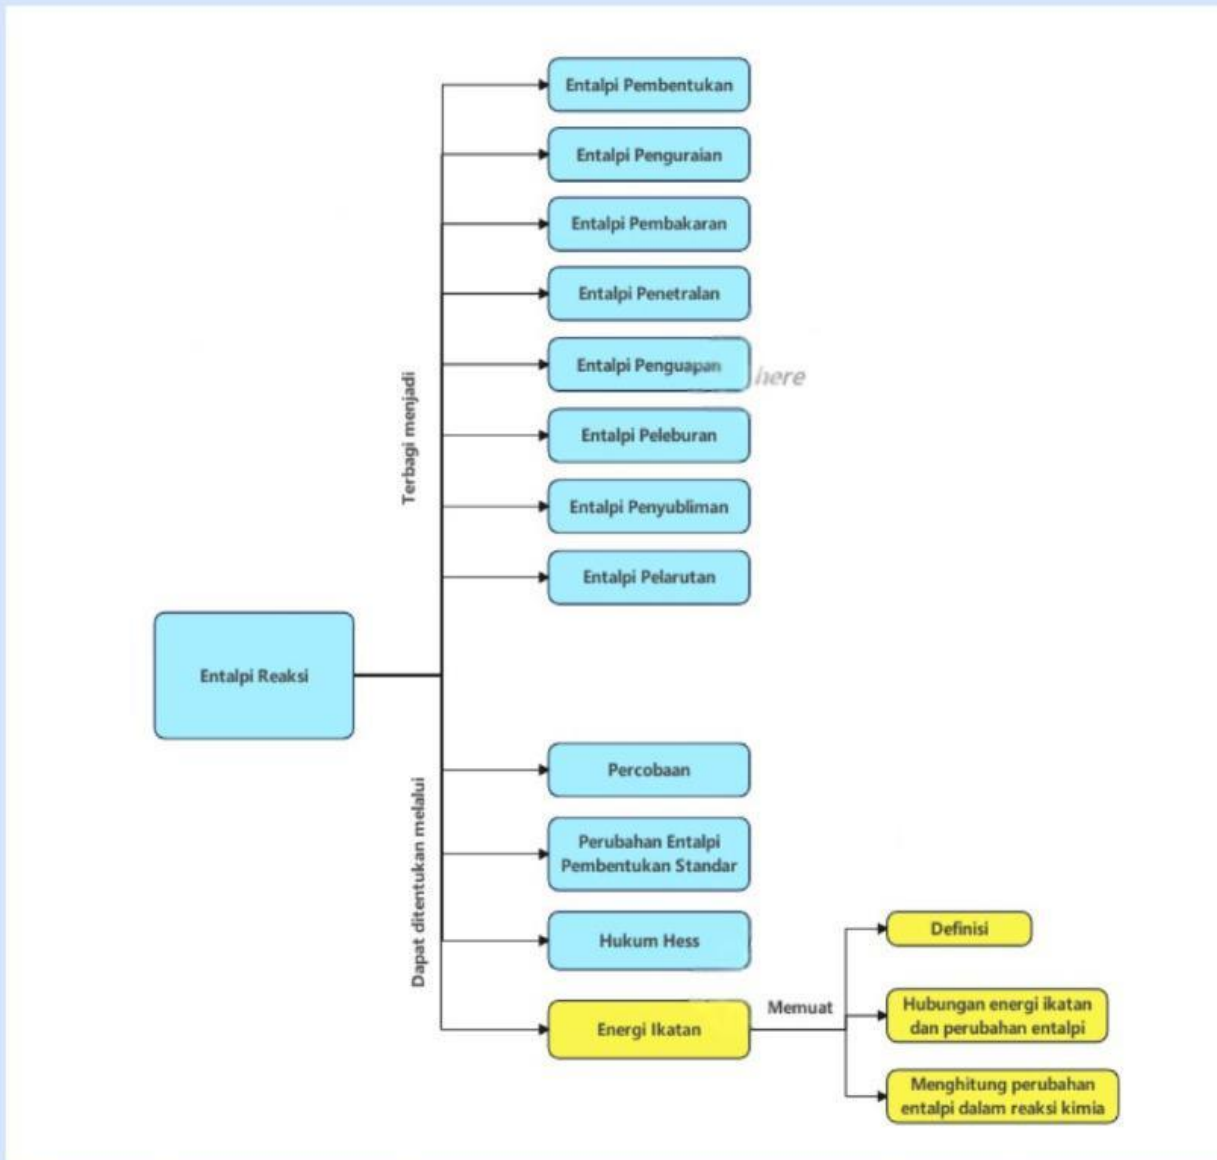 Entalpi Pembentukan
Entalpi Penguraian
Entalpi Pembakaran
Entalpi Penetralan
Entalpi Penguapan
here
Entalpi Peleburan
Entalpi Penyubliman
Entalpi Pelarutan
Terbagi menjadi
Entalpi Reaksi
Dapat ditentukan melalui
Percobaan
Perubahan Entalpi
Pembentukan Standar
Hukum Hess
Energi Ikatan
Memuat
Definisi
Hubungan energi ikatan
dan perubahan entalpi
Menghitung perubahan
entalpi dalam reaksi kimia